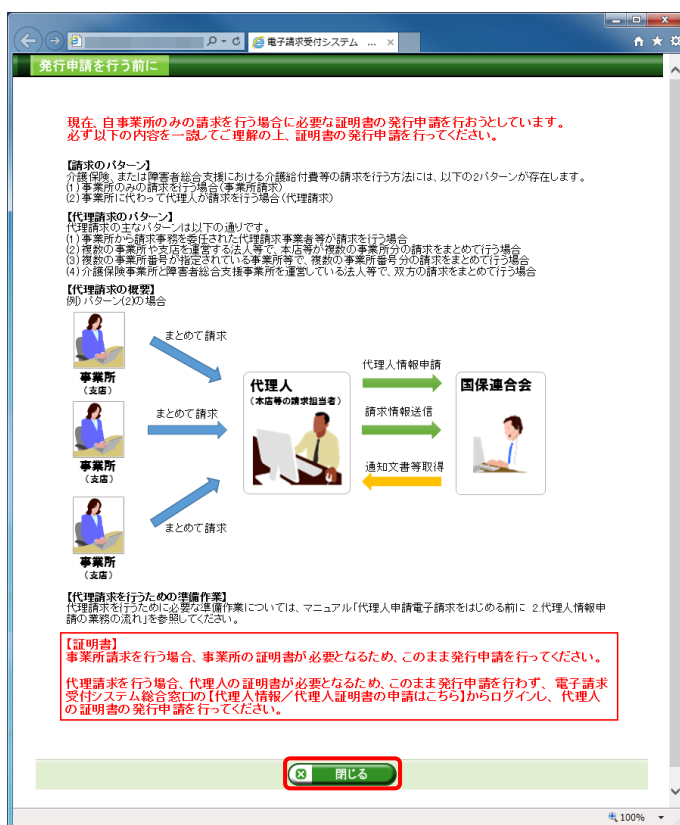 電子請求受付システム ...
発行申請を行う前に
現在、自事業所のみの請求を行う場合に必要な証明書の発行申請を行おうとしています。
必ず以下の内容を一読してご理解の上、証明書の発行申請を行ってください。
【請求のパターン】
介護保険、または障害者総合支援における介護給付費等の請求を行う方法には、以下の2パターンが存在します。
(1)事業所のみの請求を行う場合(事業所請求)
(2)事業所に代わって代理人が請求を行う場合(代理請求)
【代理請求のパターン】
代理請求の主なパターンは以下の通りです。
(1)事業所から請求事務を委任された代理請求事業者等が請求を行う場合
(2)複数の事業所や支店を運営する法人等で、本店等が複数の事業所分の請求をまとめて行う場合
(3)複数の事業所番号が指定されている事業所等で、複数の事業所番号分の請求をまとめて行う場合
(4)介護保険事業所と障害者総合支援事業所を運営している法人等で、双方の請求をまとめて行う場合
【代理請求の概要】
例)パターン(2)の場合
まとめて請求
事業所
(支店)
まとめて請求
事業所
(支店)
まとめて請求
事業所
(支店)
代理人
(本店等の請求担当者)
代理人情報申請
請求情報送信
通知文書等取得
国保連合会
【代理請求を行うための準備作業】
代理請求を行うために必要な準備作業については、マニュアル「代理人申請電子請求をはじめる前に 2.代理人情報申
請の業務の流れ」を参照してください。
【証明書】
事業所請求を行う場合、事業所の証明書が必要となるため、このまま発行申請を行ってください。
代理請求を行う場合、代理人の証明書が必要となるため、このまま発行申請を行わず、電子請求
受付システム総合窓口の【代理人情報／代理人証明書の申請はこちら】からログインし、代理人
の証明書の発行申請を行ってください。
閉じる
100%